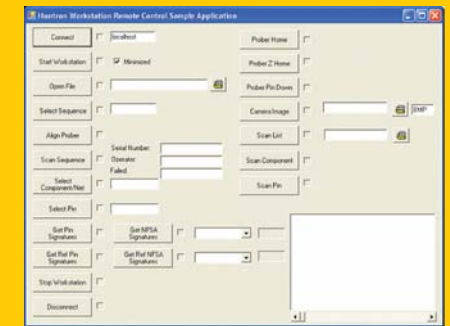 Huntron Workstation Remote Control Sample Application
Connect
localhost
Start Workstation
Minimized
Open File
Select Sequence
Align Prober
Scan Sequence
Serial Number:
Operator:
Failed:
Select Component/Net
Select Pin
Get Pin Signatures
Get NFSA Signatures
Get Ref Pin Signatures
Get Ref NFSA Signatures
Stop Workstation
Disconnect
Prober Home
Prober Z Home
Prober Pin Down
Camera Image
BMP
Scan List
Scan Component
Scan Pin